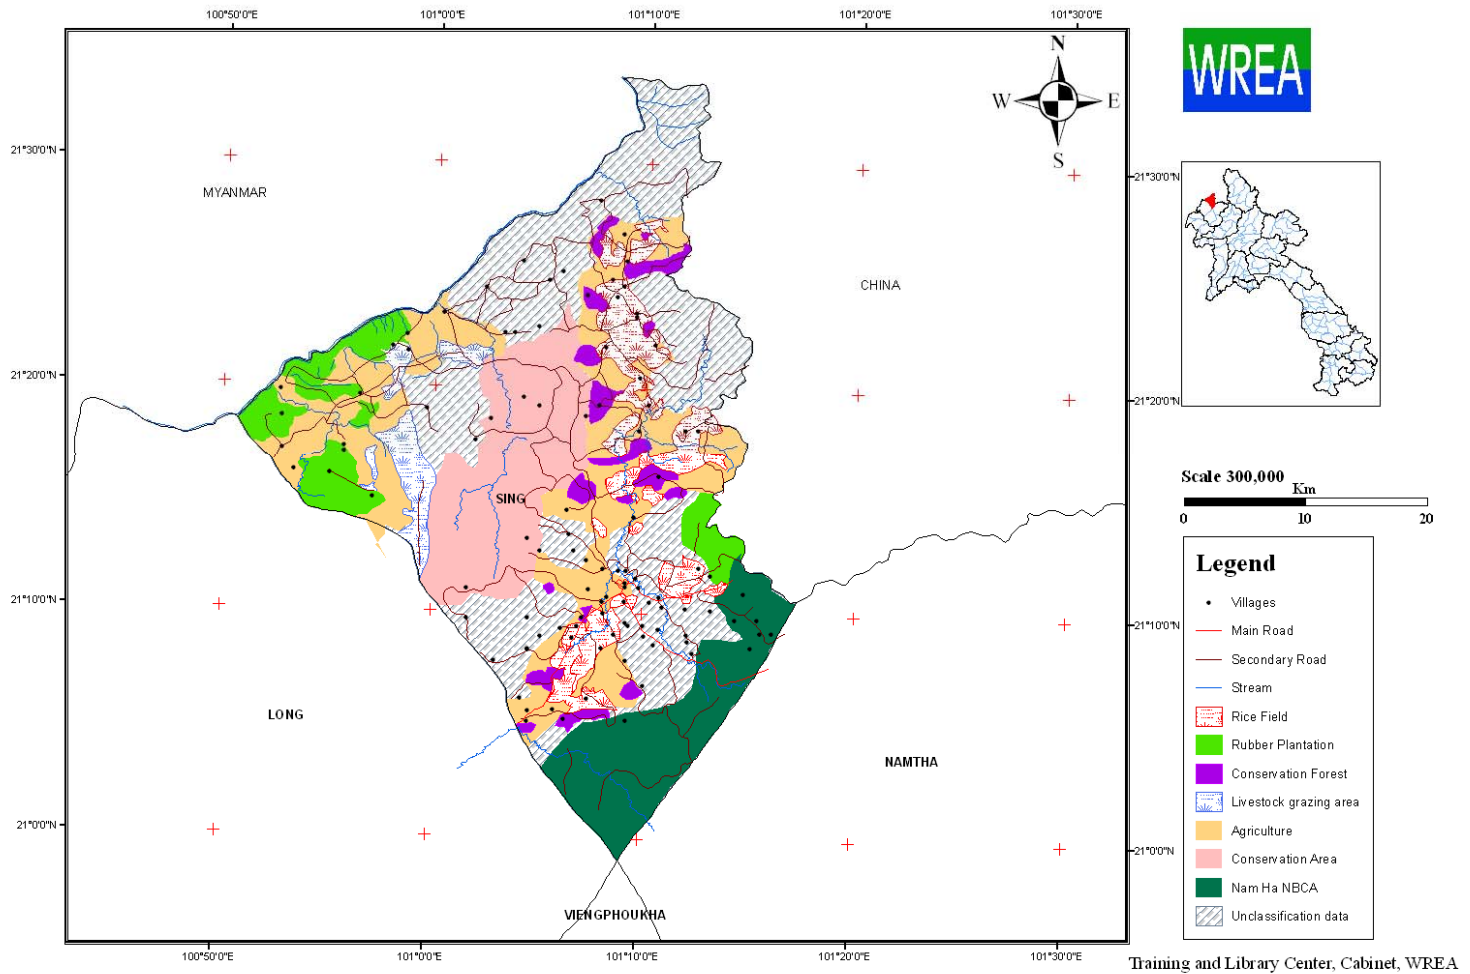 100°50'0"E 101°0'0"E 101°10'0"E 101°20'0"E 101°30'0"E
N
W E
S
WREA
21°30'0"N
21°30'0"N
MYANMAR
CHINA
21°20'0"N
21°20'0"N
Scale 300,000
Km
0 10 20
SING
Legend
Villages
Main Road
Secondary Road
Stream
Rice Field
Rubber Plantation
Conservation Forest
Livestock grazing area
Agriculture
Conservation Area
Nam Ha NBCA
Unclassification data
21°10'0"N
21°10'0"N
LONG
NAMTHA
21°0'0"N
21°0'0"N
VIENGPHOUKHA
100°50'0"E 101°0'0"E 101°10'0"E 101°20'0"E 101°30'0"E
Training and Library Center, Cabinet, WREA